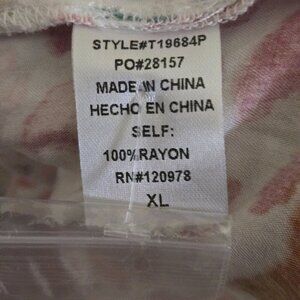 STYLE#T19684P
PO#28157
MADE IN CHINA
HECHO EN CHINA
SELF:
100%RAYON
RN#120978
XL